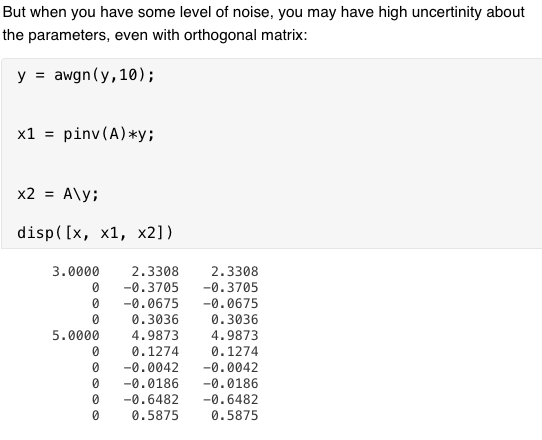 But when you have some level of noise, you may have high uncertinity about
the parameters, even with orthogonal matrix:
y = awgn(y,10);
x1 = pinv(A)*y;
x2 = A\y;
disp([x, x1, x2])
3.0000 2.3308 2.3308
0 -0.3705 -0.3705
0 -0.0675 -0.0675
0 0.3036 0.3036
5.0000 4.9873 4.9873
0 0.1274 0.1274
0 -0.0042 -0.0042
0 -0.0186 -0.0186
0 -0.6482 -0.6482
0 0.5875 0.5875